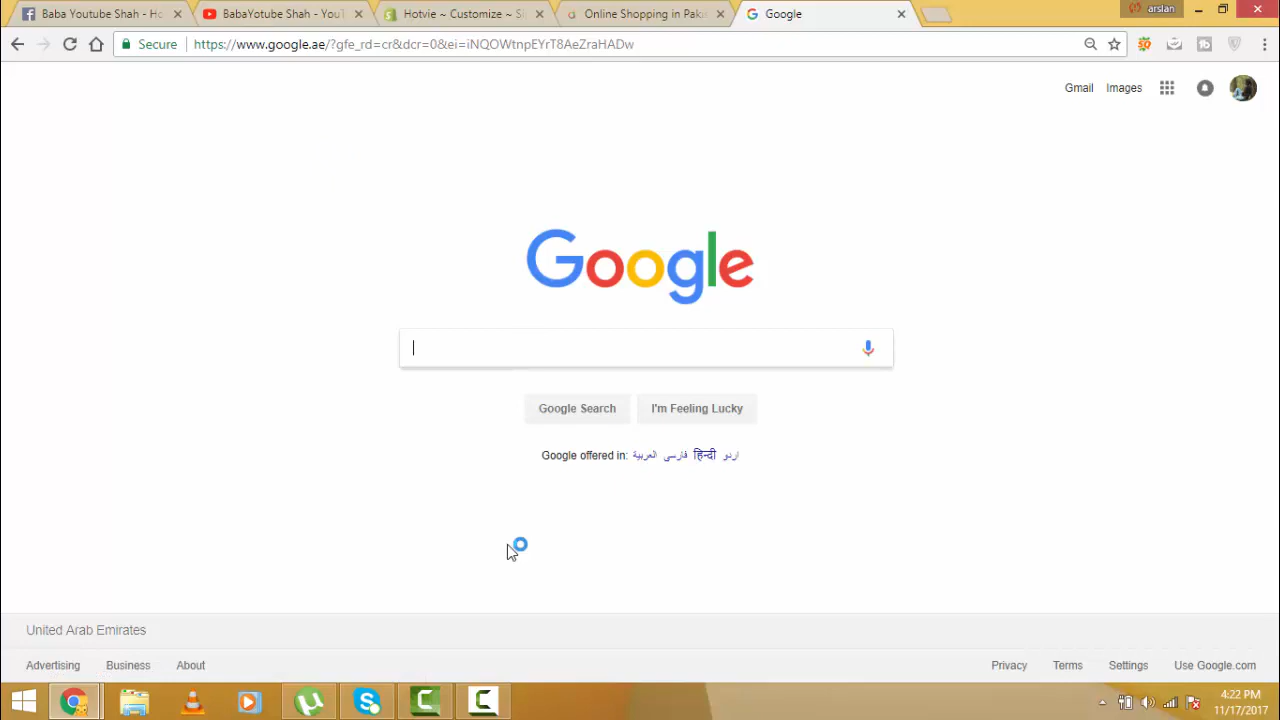 Baba Youtube Shah - Ho
BabaYotube Shah - YouT
Hotvie ~ Customize ~ S
Online Shopping in Paki
Google
arslan
Secure
https://www.google.ae/?gfe_rd=cr&dcr=0&ei=iNQOWtnpEYrT8AeZraHADw
Gmail
Images
Google
Google Search
I'm Feeling Lucky
Google offered in: العربية فارسی हिन्दी اردو
United Arab Emirates
Advertising
Business
About
Privacy
Terms
Settings
Use Google.com
4:22 PM
11/17/2017